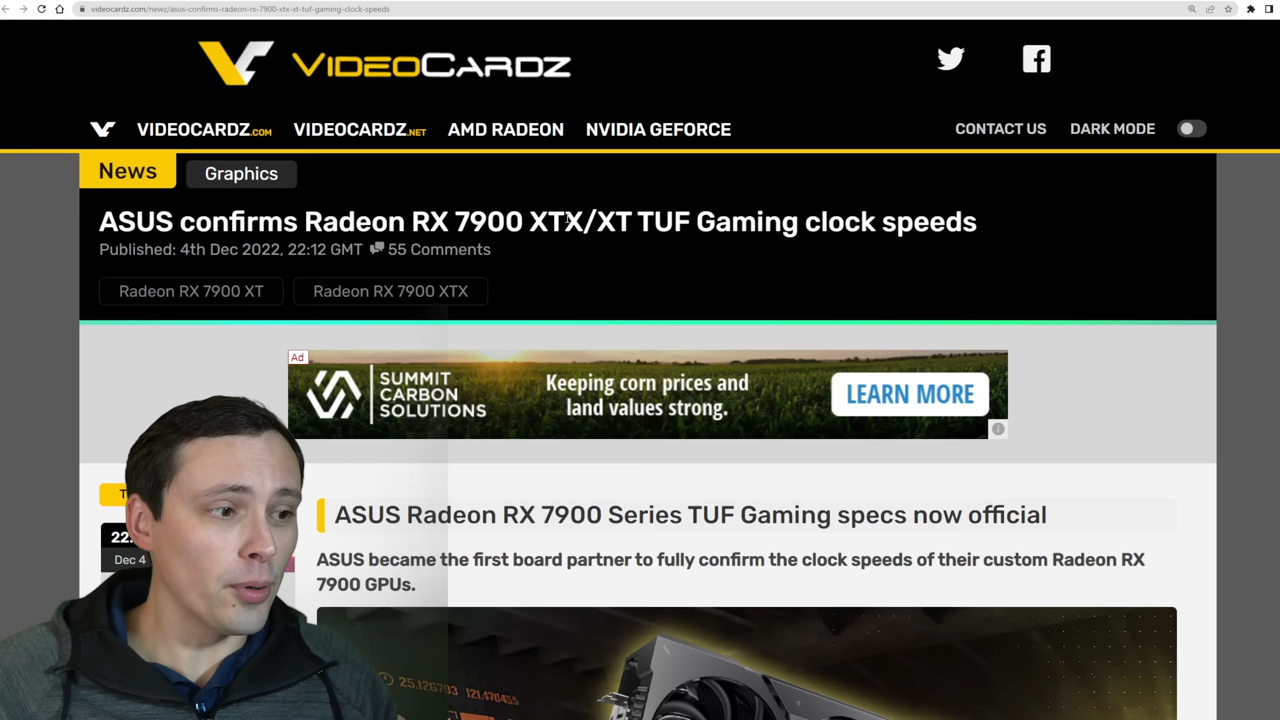 videocardz.com/newz/asus-confirms-radeon-rx-7900-xtx-xt-tuf-gaming-clock-speeds
VIDEOCARDZ
VIDEOCARDZ.COM VIDEOCARDZ.NET AMD RADEON NVIDIA GEFORCE CONTACT US DARK MODE
News Graphics
ASUS confirms Radeon RX 7900 XTX/XT TUF Gaming clock speeds
Published: 4th Dec 2022, 22:12 GMT 55 Comments
Radeon RX 7900 XT Radeon RX 7900 XTX
Ad
SUMMIT
CARBON
SOLUTIONS
Keeping corn prices and
land values strong.
LEARN MORE
ASUS Radeon RX 7900 Series TUF Gaming specs now official
22.
Dec 4
ASUS became the first board partner to fully confirm the clock speeds of their custom Radeon RX
7900 GPUs.